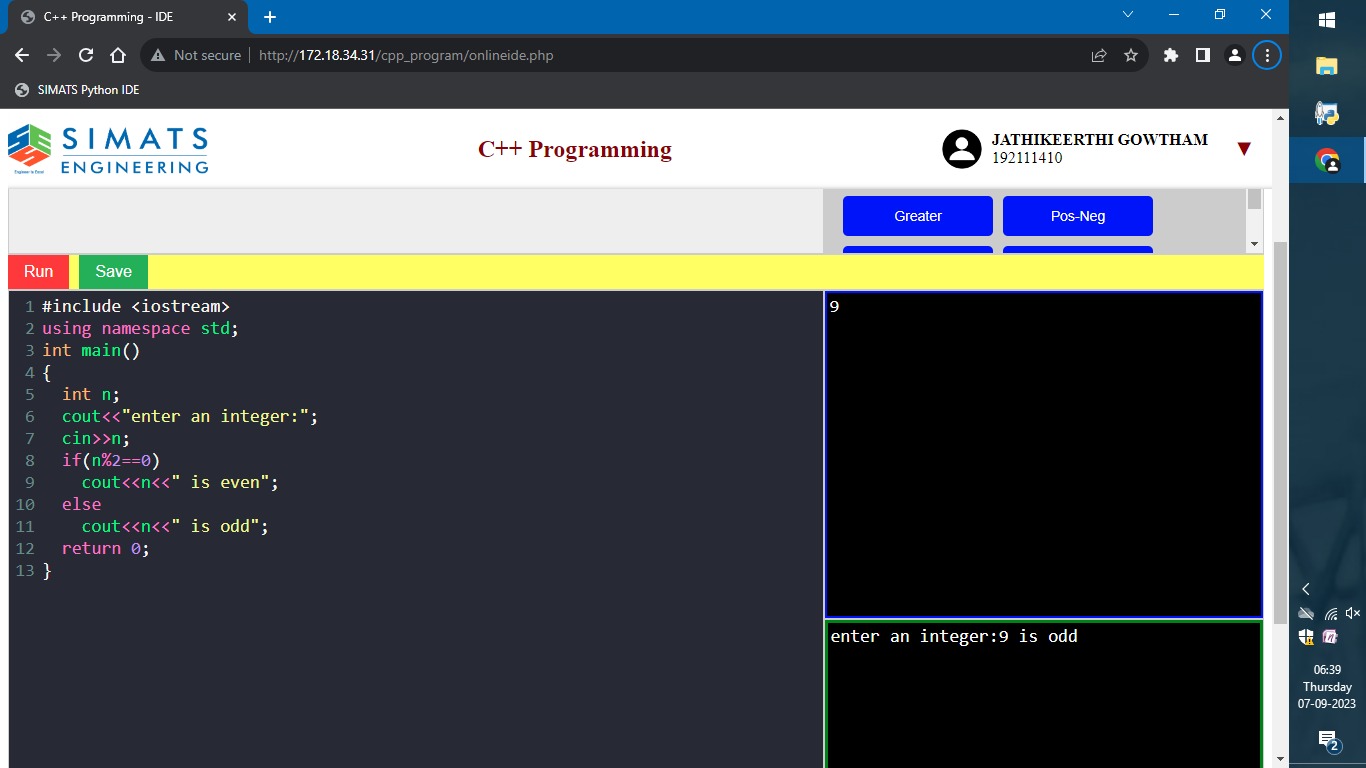 C++ Programming - IDE
Not secure
http://172.18.34.31/cpp_program/onlineide.php
SIMATS Python IDE
SIMATS
ENGINEERING
C++ Programming
JATHIKEERTHI GOWTHAM
192111410
Greater
Pos-Neg
Run
Save
1 #include <iostream>
2 using namespace std;
3 int main()
4 {
5   int n;
6   cout<<"enter an integer:";
7   cin>>n;
8   if(n%2==0)
9     cout<<n<<" is even";
10   else
11     cout<<n<<" is odd";
12   return 0;
13 }
9
enter an integer:9 is odd
06:39
Thursday
07-09-2023
2